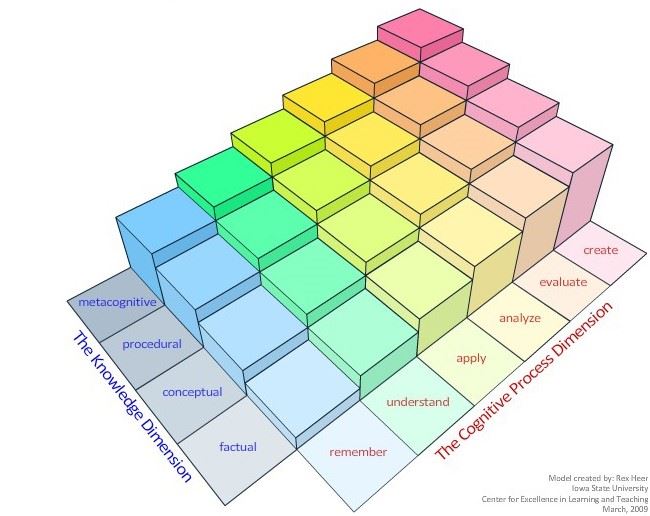 create
evaluate
analyze
apply
understand
remember
metacognitive
procedural
conceptual
factual
The Knowledge Dimension
The Cognitive Process Dimension
Model created by: Rex Heer
Iowa State University
Center for Excellence in Learning and Teaching
March, 2009